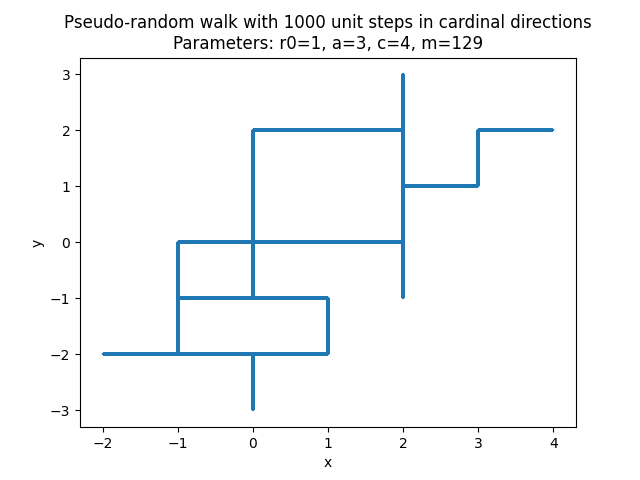 Pseudo-random walk with 1000 unit steps in cardinal directions
Parameters: r0=1, a=3, c=4, m=129
3
2
1
0
−1
−2
−3
y
−2 −1 0 1 2 3 4
x